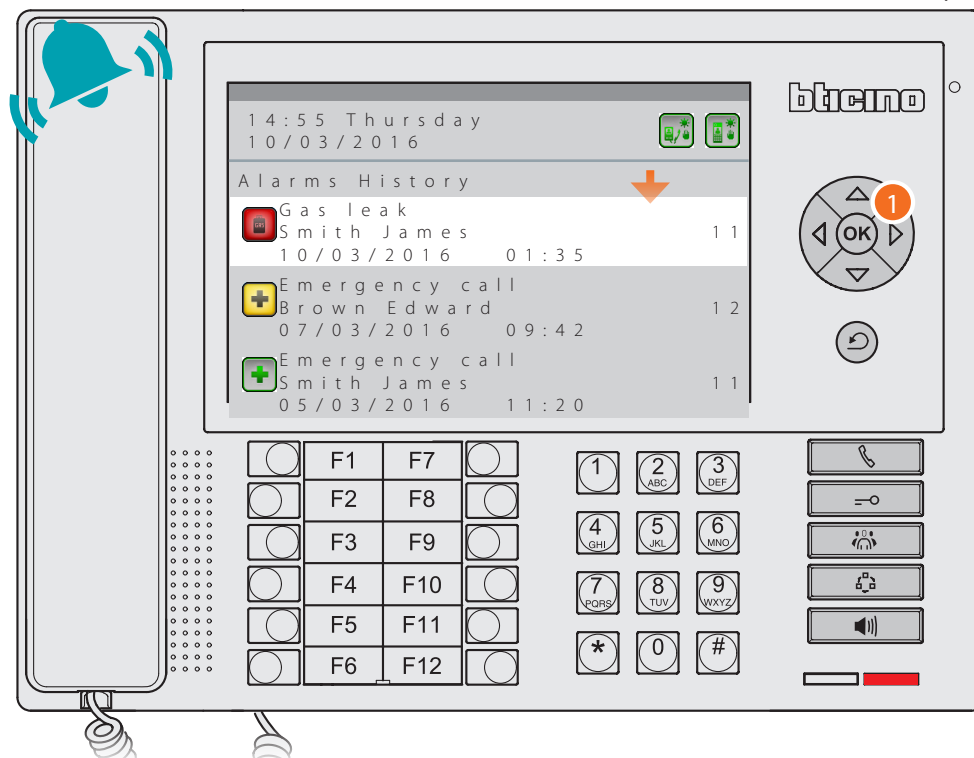 bticino
14:55 Thursday
10/03/2016
Alarms History
Gas leak
GAS
Smith James 11
10/03/2016 01:35
Emergency call
Brown Edward 12
07/03/2016 09:42
Emergency call
Smith James 11
05/03/2016 11:20
1
OK
F1 F7
F2 F8
F3 F9
F4 F10
F5 F11
F6 F12
1 2 3
ABC DEF
4 5 6
GHI JKL MNO
7 8 9
PQRS TUV WXYZ
* 0 #